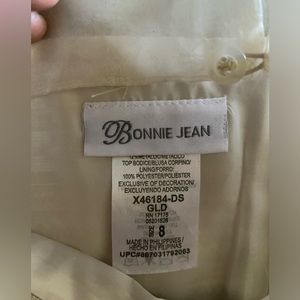 BONNIE JEAN
TOP BODICE/BLUSA CORPINO/
LINING/FORRO:
100% POLYESTER/POLIESTER
EXCLUSIVE OF DECORATION/
EXCLUYENDO ADORNOS
X46184-DS
GLD
RN 17175
8
MADE IN PHILIPPINES /
HECHO EN FILIPINAS